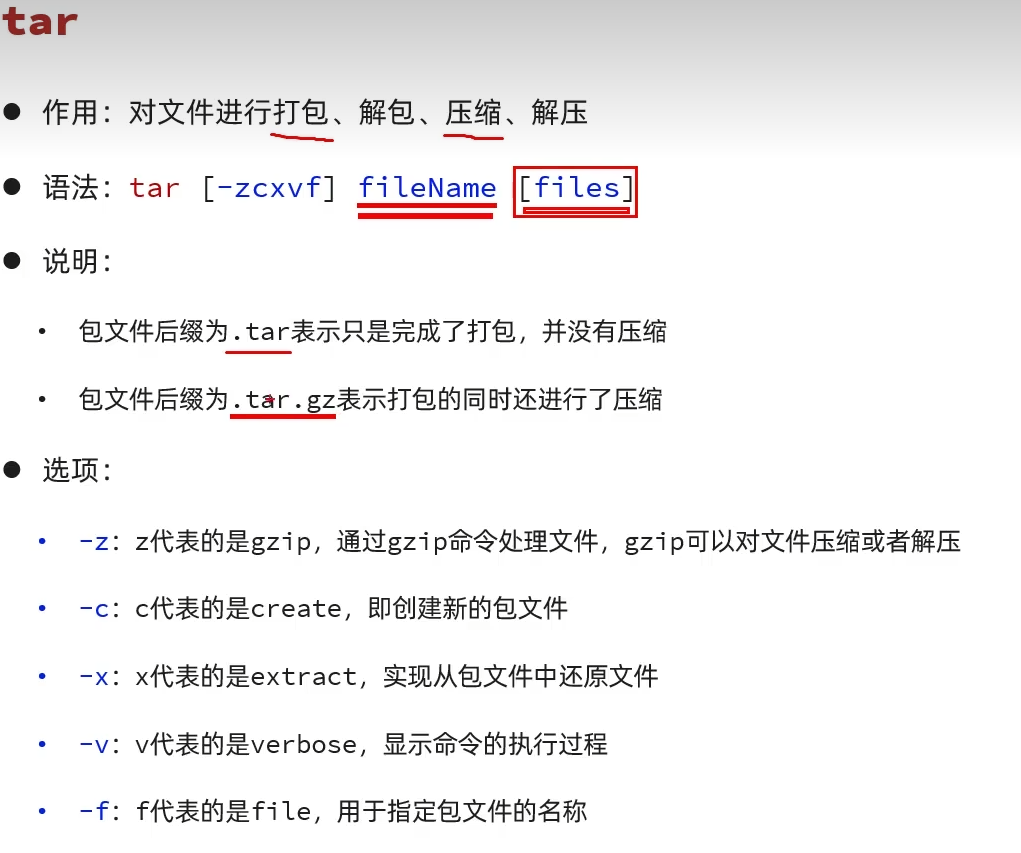 tar
作用：对文件进行打包、解包、压缩、解压
语法：tar [-zcxvf] fileName [files]
说明：
包文件后缀为.tar表示只是完成了打包，并没有压缩
包文件后缀为.tar.gz表示打包的同时还进行了压缩
选项：
-z：z代表的是gzip，通过gzip命令处理文件，gzip可以对文件压缩或者解压
-c：c代表的是create，即创建新的包文件
-x：x代表的是extract，实现从包文件中还原文件
-v：v代表的是verbose，显示命令的执行过程
-f：f代表的是file，用于指定包文件的名称